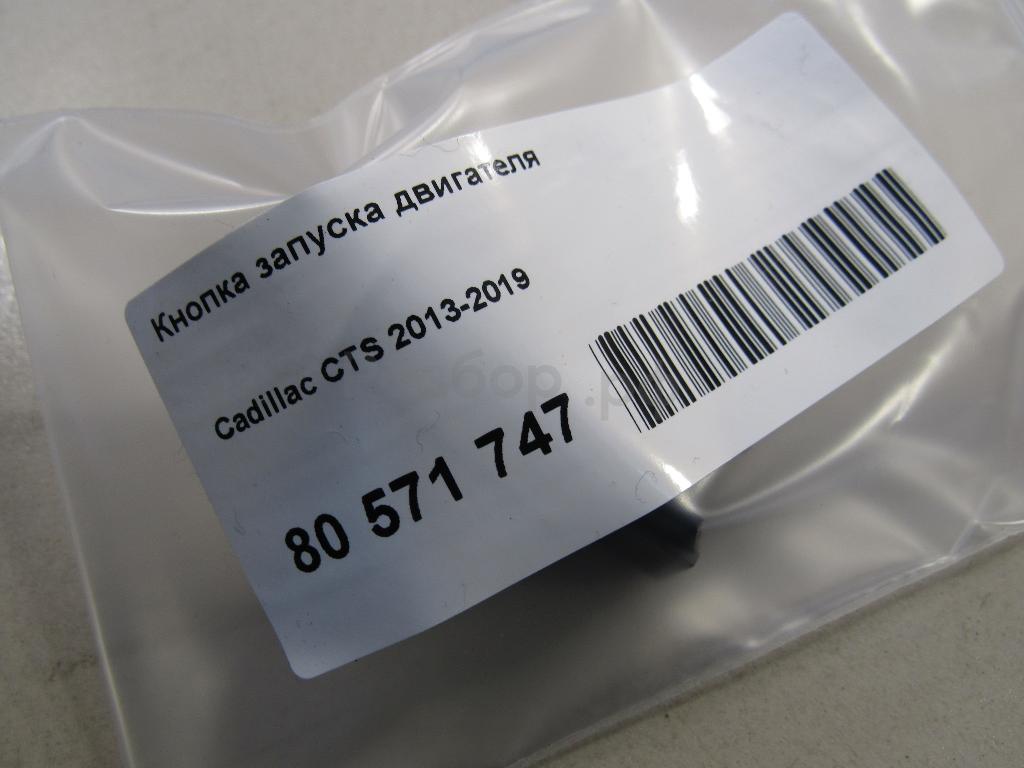 Кнопка запуска двигателя
Cadillac CTS 2013-2019
80 571 747